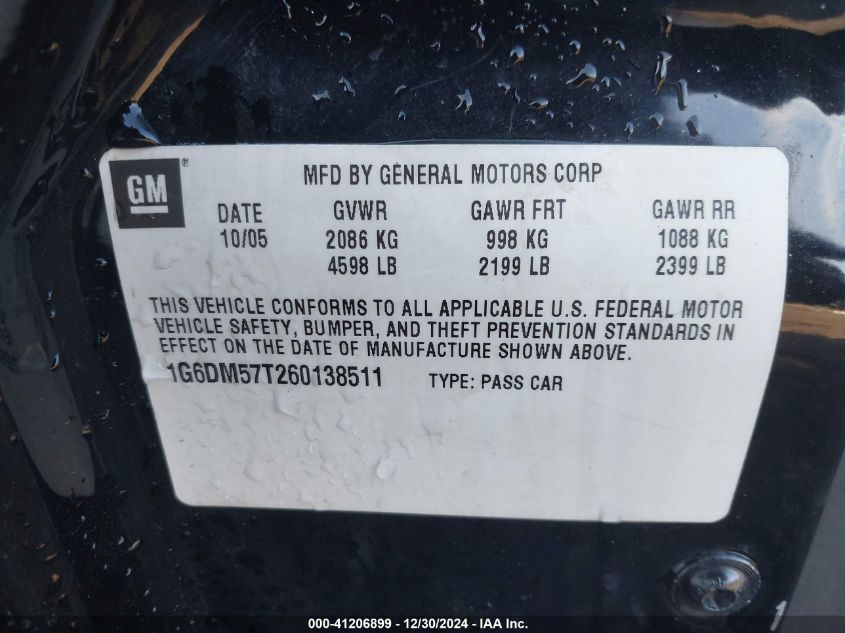 GM®
MFD BY GENERAL MOTORS CORP
DATE GVWR GAWR FRT GAWR RR
10/05 2086 KG 998 KG 1088 KG
4598 LB 2199 LB 2399 LB
THIS VEHICLE CONFORMS TO ALL APPLICABLE U.S. FEDERAL MOTOR
VEHICLE SAFETY, BUMPER, AND THEFT PREVENTION STANDARDS IN
EFFECT ON THE DATE OF MANUFACTURE SHOWN ABOVE.
1G6DM57T260138511 TYPE: PASS CAR
000-41206899 - 12/30/2024 - IAA Inc.